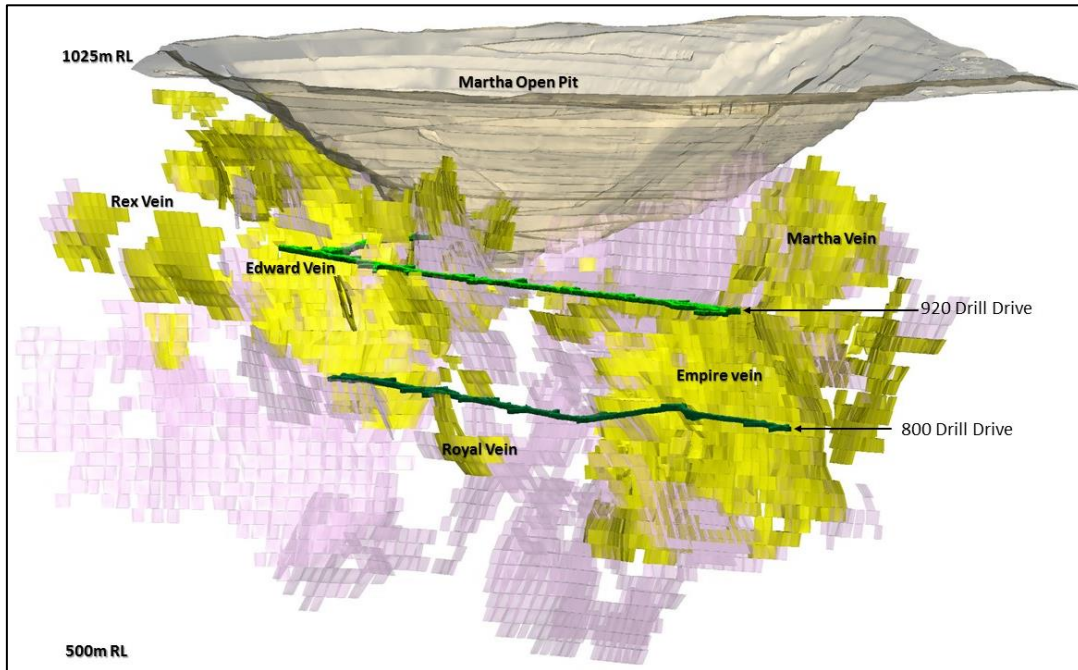 1025m RL
Martha Open Pit
Rex Vein
Martha Vein
Edward Vein
920 Drill Drive
Empire vein
800 Drill Drive
Royal Vein
500m RL